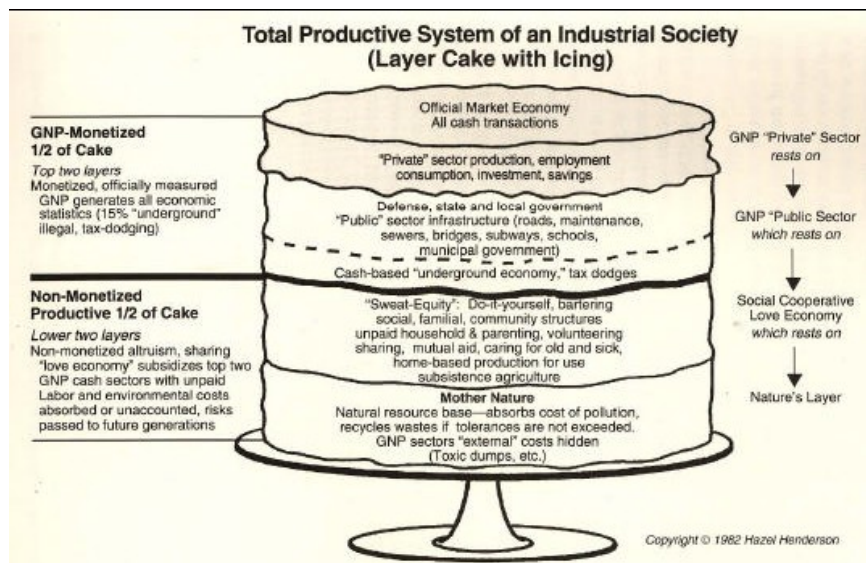 Total Productive System of an Industrial Society
(Layer Cake with Icing)
GNP-Monetized
1/2 of Cake
Top two layers
Monetized, officially measured
GNP generates all economic
statistics (15% "underground"
illegal, tax-dodging)
Non-Monetized
Productive 1/2 of Cake
Lower two layers
Non-monetized altruism, sharing
"love economy" subsidizes top two
GNP cash sectors with unpaid
Labor and environmental costs
absorbed or unaccounted, risks
passed to future generations
Official Market Economy
All cash transactions
"Private" sector production, employment
consumption, investment, savings
Defense, state and local government
"Public" sector infrastructure (roads, maintenance,
sewers, bridges, subways, schools,
municipal government)
Cash-based "underground economy," tax dodges
"Sweat-Equity": Do-it-yourself, bartering
social, familial, community structures
unpaid household & parenting, volunteering
sharing, mutual aid, caring for old and sick,
home-based production for use
subsistence agriculture
Mother Nature
Natural resource base—absorbs cost of pollution,
recycles wastes if tolerances are not exceeded.
GNP sectors "external" costs hidden
(Toxic dumps, etc.)
GNP "Private" Sector
rests on
GNP "Public Sector
which rests on
Social Cooperative
Love Economy
which rests on
Nature's Layer
Copyright © 1982 Hazel Henderson